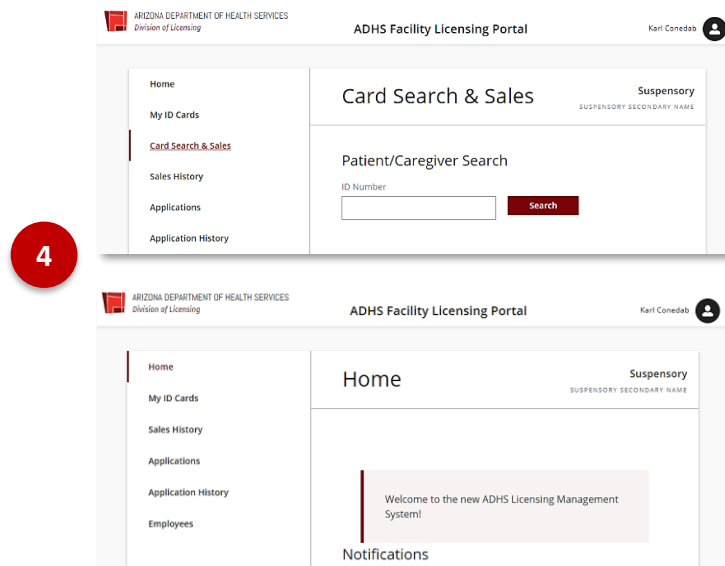 ARIZONA DEPARTMENT OF HEALTH SERVICES
Division of Licensing
ADHS Facility Licensing Portal
Karl Conedab
Home
My ID Cards
Card Search & Sales
Sales History
Applications
Application History
Card Search & Sales
Suspensory
SUSPENSORY SECONDARY NAME
Patient/Caregiver Search
ID Number
Search
4
ARIZONA DEPARTMENT OF HEALTH SERVICES
Division of Licensing
ADHS Facility Licensing Portal
Karl Conedab
Home
My ID Cards
Sales History
Applications
Application History
Employees
Home
Suspensory
SUSPENSORY SECONDARY NAME
Welcome to the new ADHS Licensing Management
System!
Notifications